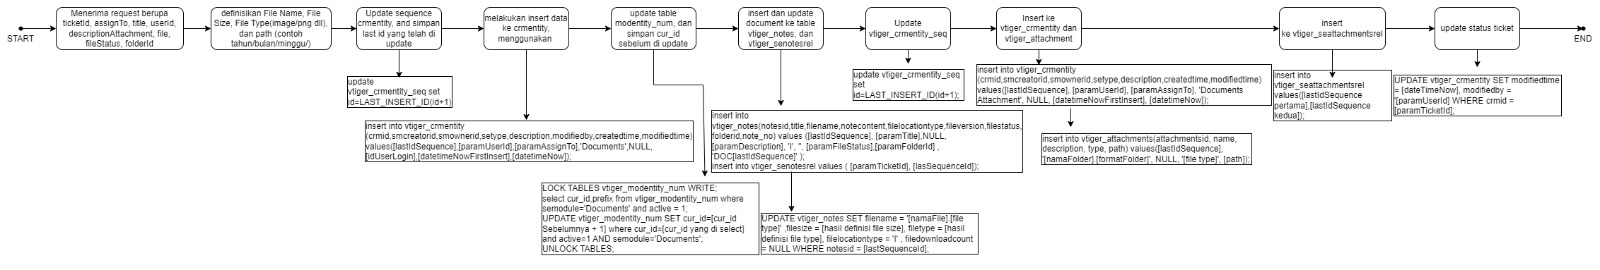 START
Menerima request berupa
ticketId, assignTo, title, userId,
descriptionAttachment, file,
fileStatus, folderId
definisikan File Name, File
Size, File Type(image/png dll),
dan path (contoh
tahun/bulan/minggu/)
Update sequence
crmentity, dan simpan
last id yang telah di
update
melakukan insert data
ke crmentity,
menggunakan
update table
modentity_num, dan
simpan cur_id
sebelum di update
insert dan update
document ke table
vtiger_notes, dan
vtiger_senotesrel
Update
vtiger_crmentity_seq
Insert ke
vtiger_crmentity dan
vtiger_attachment
insert
ke vtiger_seattachmentsrel
update status ticket
END
update
vtiger_crmentity_seq set
id=LAST_INSERT_ID(id+1)
insert into vtiger_crmentity
(crmid,smcreatorid,smownerid,setype,description,modifiedby,createdtime,modifiedtime)
values([lastIdSequence],[paramUserId],[paramAssignTo],'Documents',NULL,
[idUserLogin],[datetimeNowFirstInsert],[datetimeNow]);
LOCK TABLES vtiger_modentity_num WRITE;
select cur_id,prefix from vtiger_modentity_num where
semodule='Documents' and active = 1;
UPDATE vtiger_modentity_num SET cur_id=[cur_id
Sebelumnya + 1] where cur_id=[cur_id yang di select]
and active=1 AND semodule='Documents';
UNLOCK TABLES;
insert into
vtiger_notes(notesid,title,filename,notecontent,filelocationtype,fileversion,filestatus,
folderid,note_no) values ([lastIdSequence], [paramTitle],NULL,
[paramDescription], 'I', '', [paramFileStatus],[paramFolderId] ,
'DOC[lastIdSequence]' );
insert into vtiger_senotesrel values ( [paramTicketId], [lasSequenceId]);
UPDATE vtiger_notes SET filename = '[namaFile].[file
type]' ,filesize = [hasil definisi file size], filetype = [hasil
definisi file type], filelocationtype = 'I' , filedownloadcount
= NULL WHERE notesid = [lastSequenceId];
update vtiger_crmentity_seq
set
id=LAST_INSERT_ID(id+1);
insert into vtiger_crmentity
(crmid,smcreatorid,smownerid,setype,description,createdtime,modifiedtime)
values([lastIdSequence], [paramUserId], [paramAssignTo], 'Documents
Attachment', NULL, [datetimeNowFirstInsert], [datetimeNow]);
insert into vtiger_attachments(attachmentsid, name,
description, type, path) values([lastIdSequence],
'[namaFolder].[formatFolder]', NULL, '[file type]', [path]);
insert into
vtiger_seattachmentsrel
values([lastIdSequence
pertama],[lastIdSequence
kedua]);
UPDATE vtiger_crmentity SET modifiedtime
= [dateTimeNow], modifiedby =
'[paramUserId] WHERE crmid =
[paramTicketId];